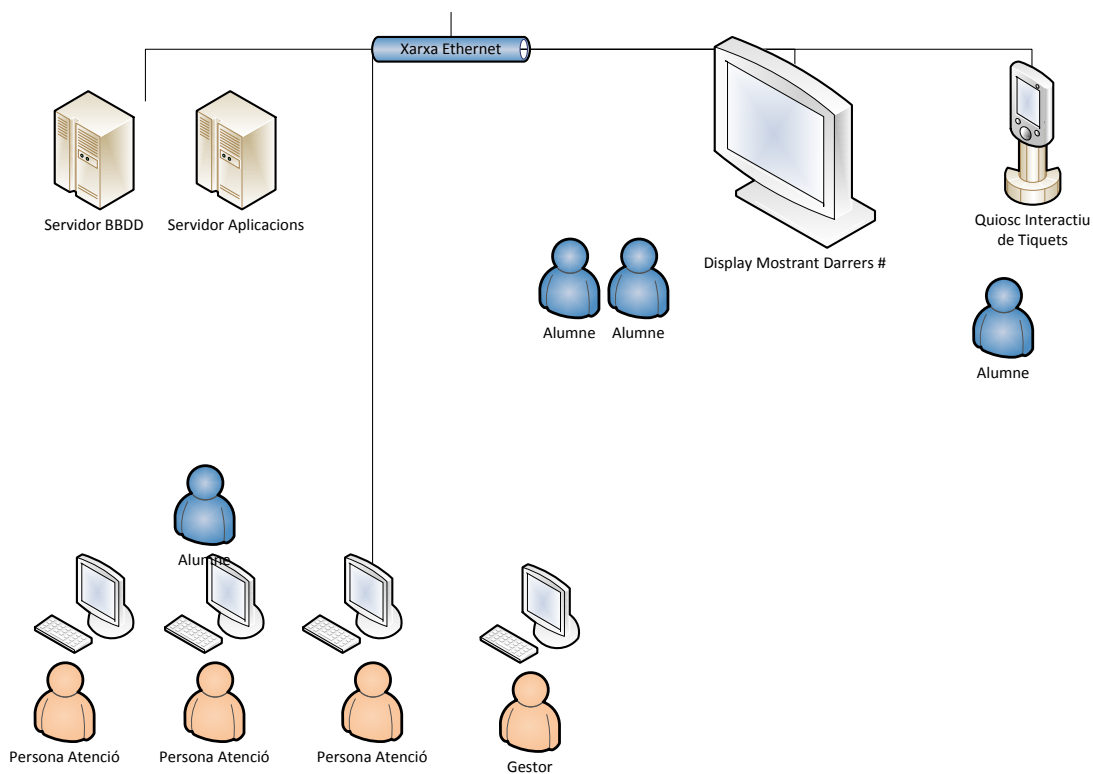 Xarxa Ethernet
Servidor BBDD
Servidor Aplicacions
Quiosc Interactiu
de Tiquets
Display Mostrant Darrers #
Alumne
Alumne
Alumne
Alumne
Persona Atenció
Persona Atenció
Persona Atenció
Gestor